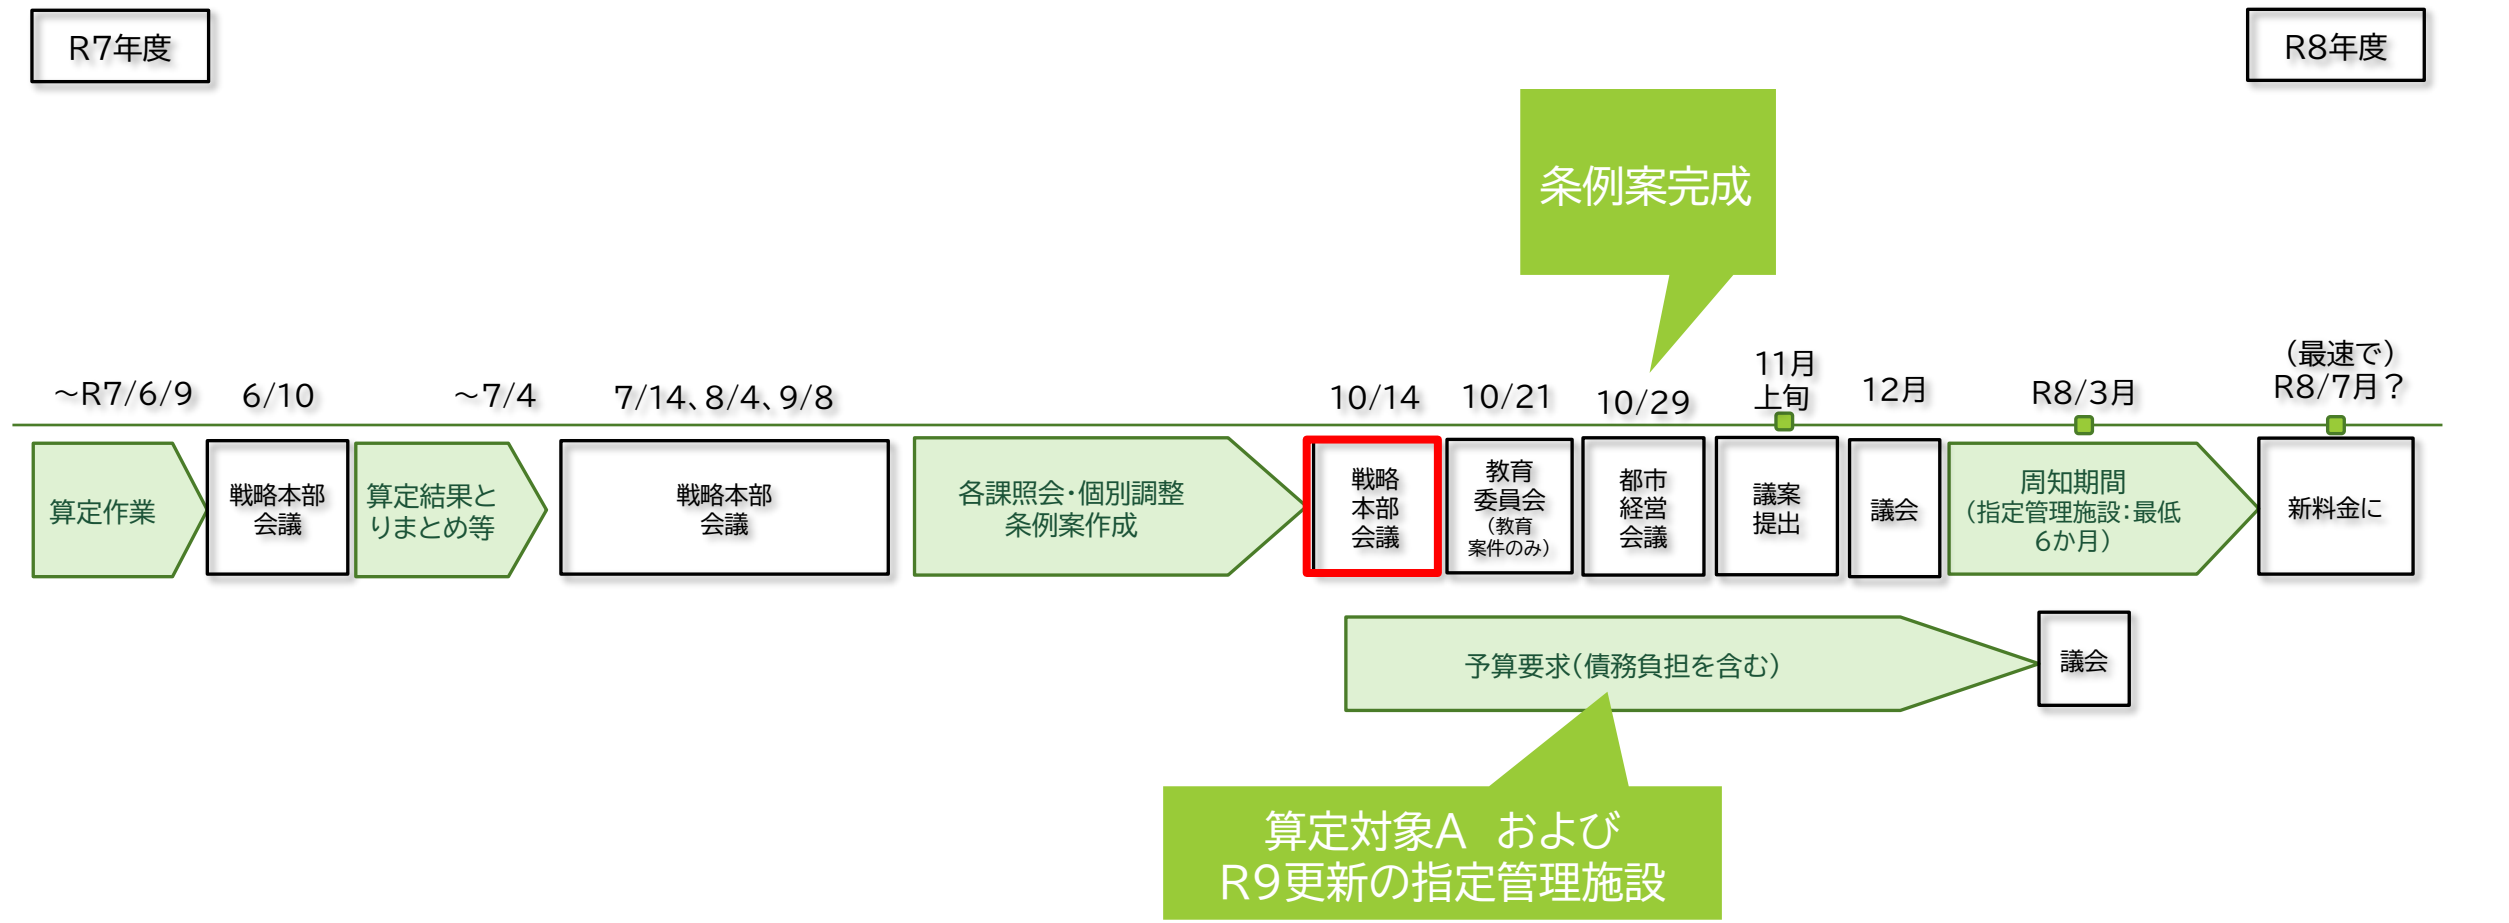 R7年度
R8年度
条例案完成
～R7/6/9
6/10
～7/4
7/14、8/4、9/8
10/14
10/21
10/29
11月
上旬
12月
R8/3月
（最速で）
R8/7月？
算定作業
戦略本部
会議
算定結果と
りまとめ等
戦略本部
会議
各課照会・個別調整
条例案作成
戦略
本部
会議
教育
委員会
（教育
案件のみ）
都市
経営
会議
議案
提出
議会
周知期間
（指定管理施設：最低
6か月）
新料金に
予算要求（債務負担を含む）
議会
算定対象A　および
R9更新の指定管理施設